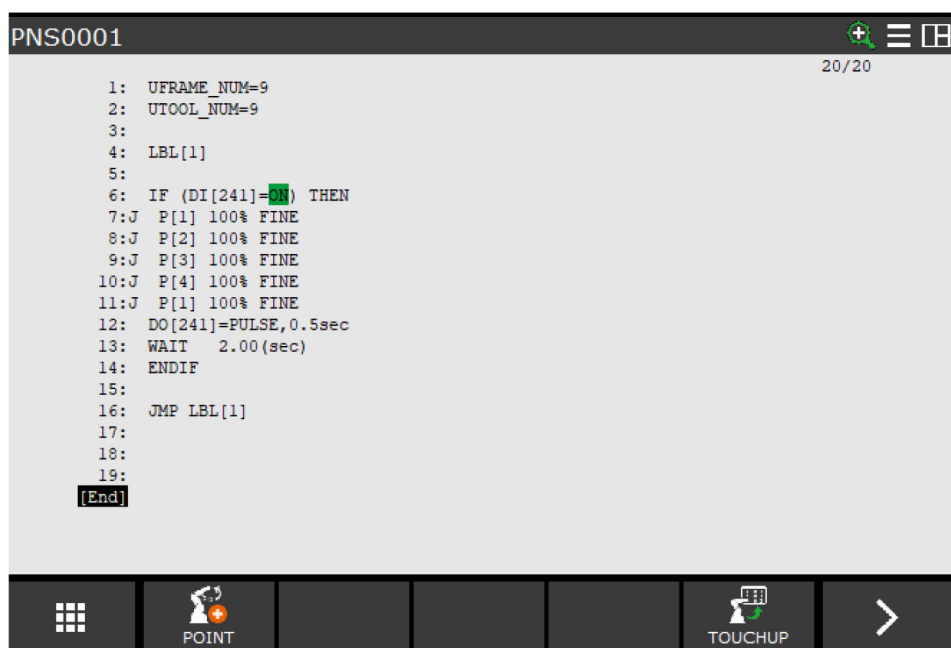 PNS0001
20/20
1: UFRAME_NUM=9
2: UTOOL_NUM=9
3:
4: LBL[1]
5:
6: IF (DI[241]=ON) THEN
7:J P[1] 100% FINE
8:J P[2] 100% FINE
9:J P[3] 100% FINE
10:J P[4] 100% FINE
11:J P[1] 100% FINE
12: DO[241]=PULSE,0.5sec
13: WAIT 2.00(sec)
14: ENDIF
15:
16: JMP LBL[1]
17:
18:
19:
[End]
POINT TOUCHUP